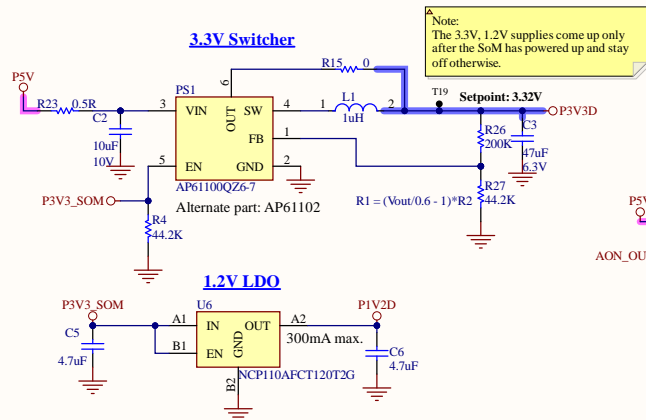 Note:
The 3.3V, 1.2V supplies come up only
after the SoM has powered up and stay
off otherwise.
3.3V Switcher
R15 0
P5V
6
PS1
R23 0.5R
3 VIN OUT SW 4
1 L1 2
1uH
T19
Setpoint: 3.32V
P3V3D
C2
10uF
10V
FB 1
R26
200K
C3
47uF
6.3V
5 EN GND 2
AP61100QZ6-7
P3V3_SOM
Alternate part: AP61102
R1 = (Vout/0.6 - 1)*R2
R27
44.2K
R4
44.2K
P5V
AON_OU
1.2V LDO
P3V3_SOM
U6
P1V2D
A1 IN OUT A2
300mA max.
C5
4.7uF
B1 EN
GND
C6
4.7uF
NCP110AFCT120T2G
B2